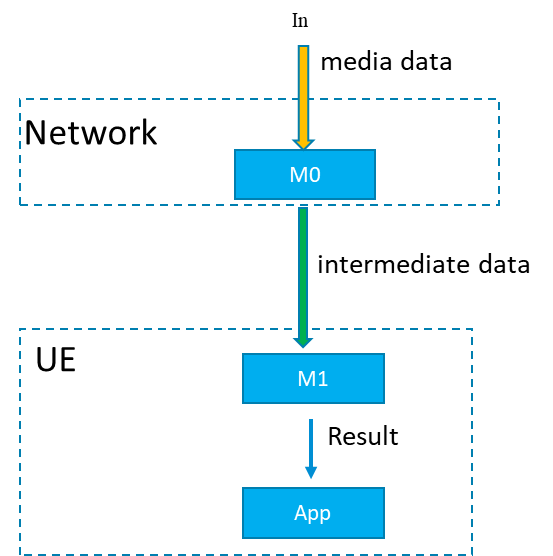 In
media data
Network
M0
intermediate data
UE
M1
Result
App